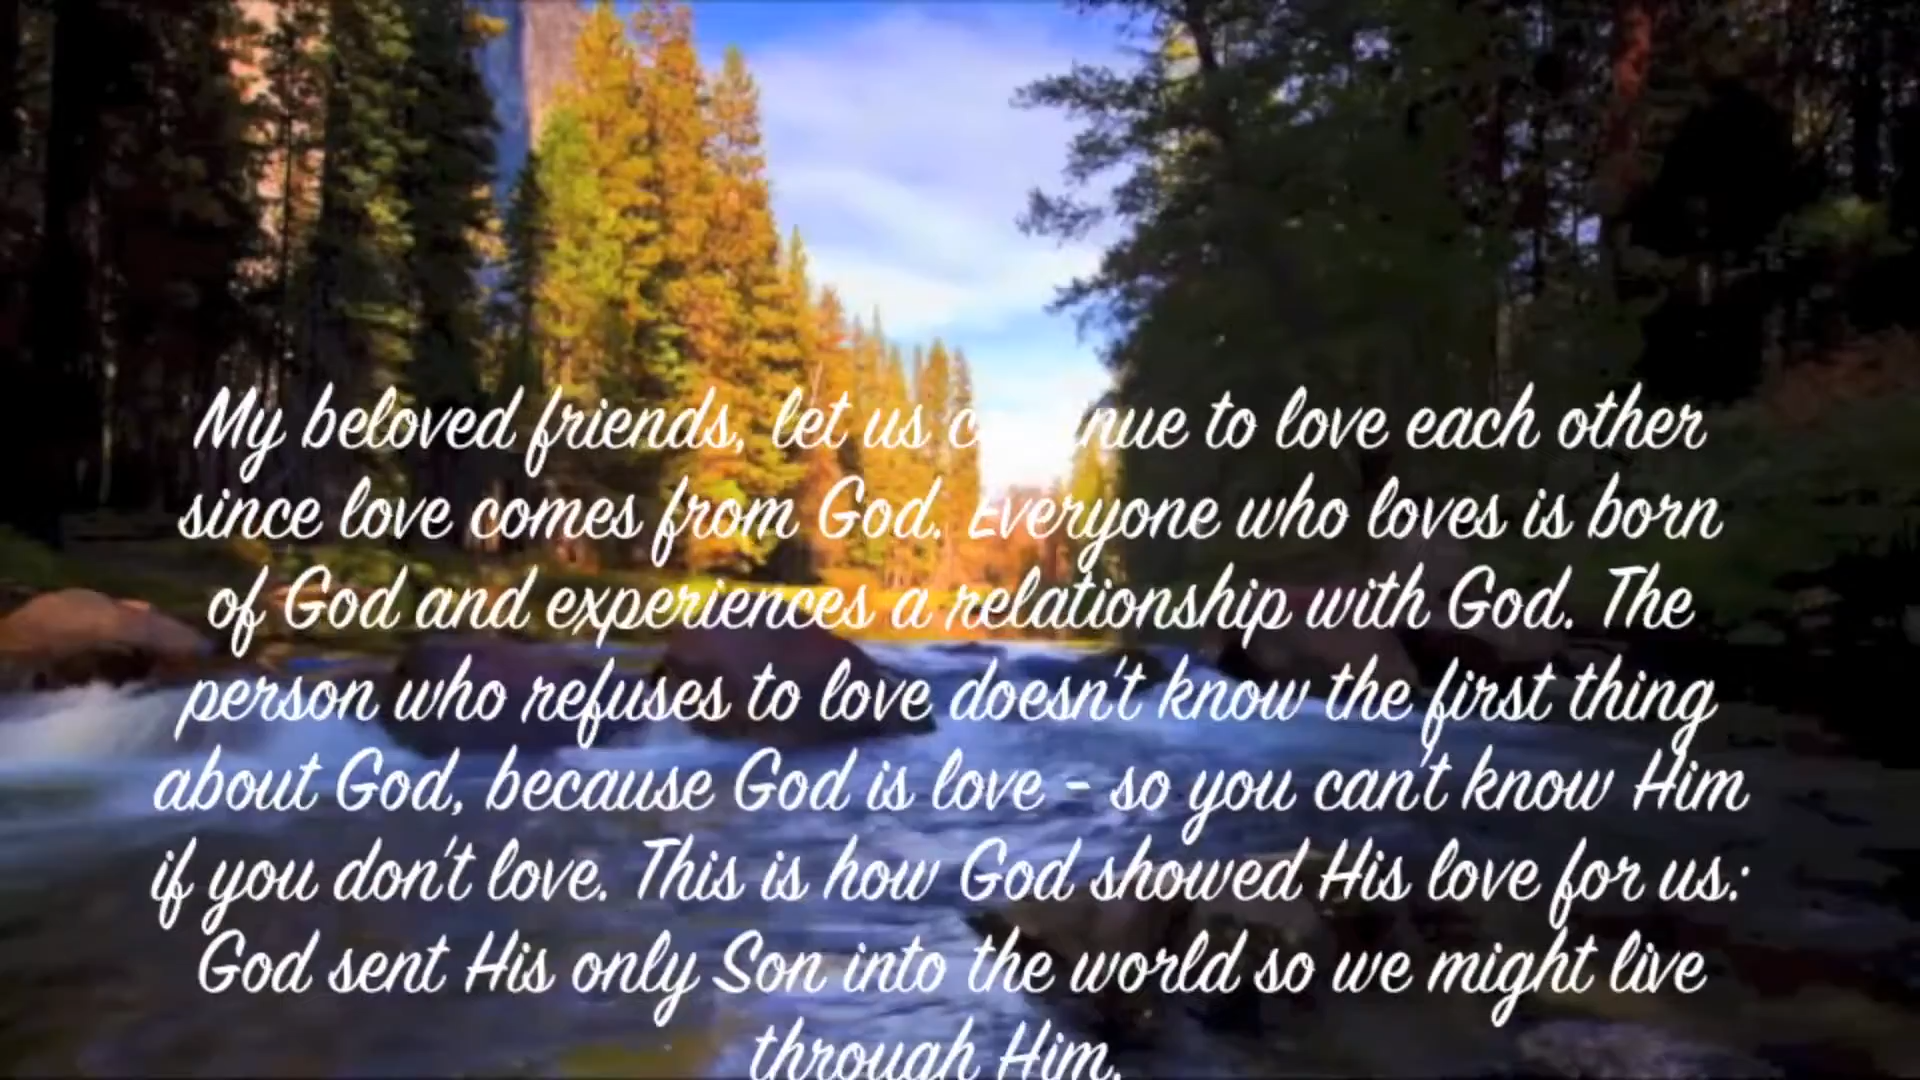 My beloved friends, let us continue to love each other
since love comes from God. Everyone who loves is born
of God and experiences a relationship with God. The
person who refuses to love doesn't know the first thing
about God, because God is love - so you can't know Him
if you don't love. This is how God showed His love for us:
God sent His only Son into the world so we might live
through Him.